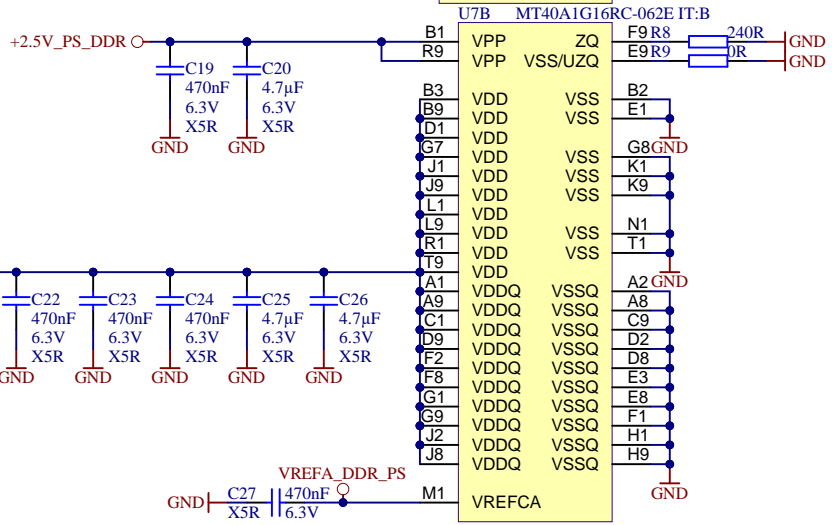 U7B MT40A1G16RC-062E IT:B
+2.5V_PS_DDR B1 VPP ZQ F9 R8 240R GND
R9 VPP VSS/UZQ E9 R9 0R GND
C19 C20
470nF 4.7µF
6.3V 6.3V
X5R X5R
GND GND
B3 VDD VSS B2
B9 VDD VSS E1
D1 VDD
GND
G7 VDD VSS G8
J1 VDD VSS K1
J9 VDD VSS K9
L1 VDD
L9 VDD VSS N1
R1 VDD VSS T1
T9 VDD
GND
A1 VDDQ VSSQ A2
A9 VDDQ VSSQ A8
C1 VDDQ VSSQ C9
D9 VDDQ VSSQ D2
F2 VDDQ VSSQ D8
F8 VDDQ VSSQ E3
G1 VDDQ VSSQ E8
G9 VDDQ VSSQ F1
J2 VDDQ VSSQ H1
J8 VDDQ VSSQ H9
GND
C22 C23 C24 C25 C26
470nF 470nF 470nF 4.7µF 4.7µF
6.3V 6.3V 6.3V 6.3V 6.3V
X5R X5R X5R X5R X5R
GND GND GND GND GND
VREFA_DDR_PS
GND C27 470nF M1 VREFCA
X5R 6.3V